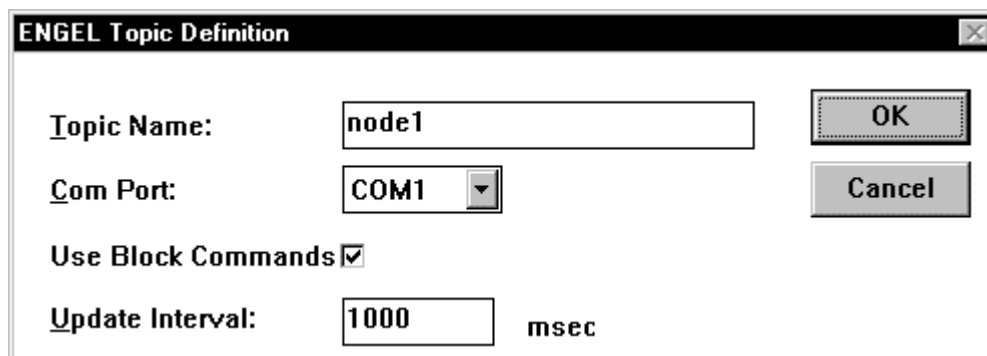 ENGEL Topic Definition
Topic Name: node1 OK
Com Port: COM1 Cancel
Use Block Commands
Update Interval: 1000 msec